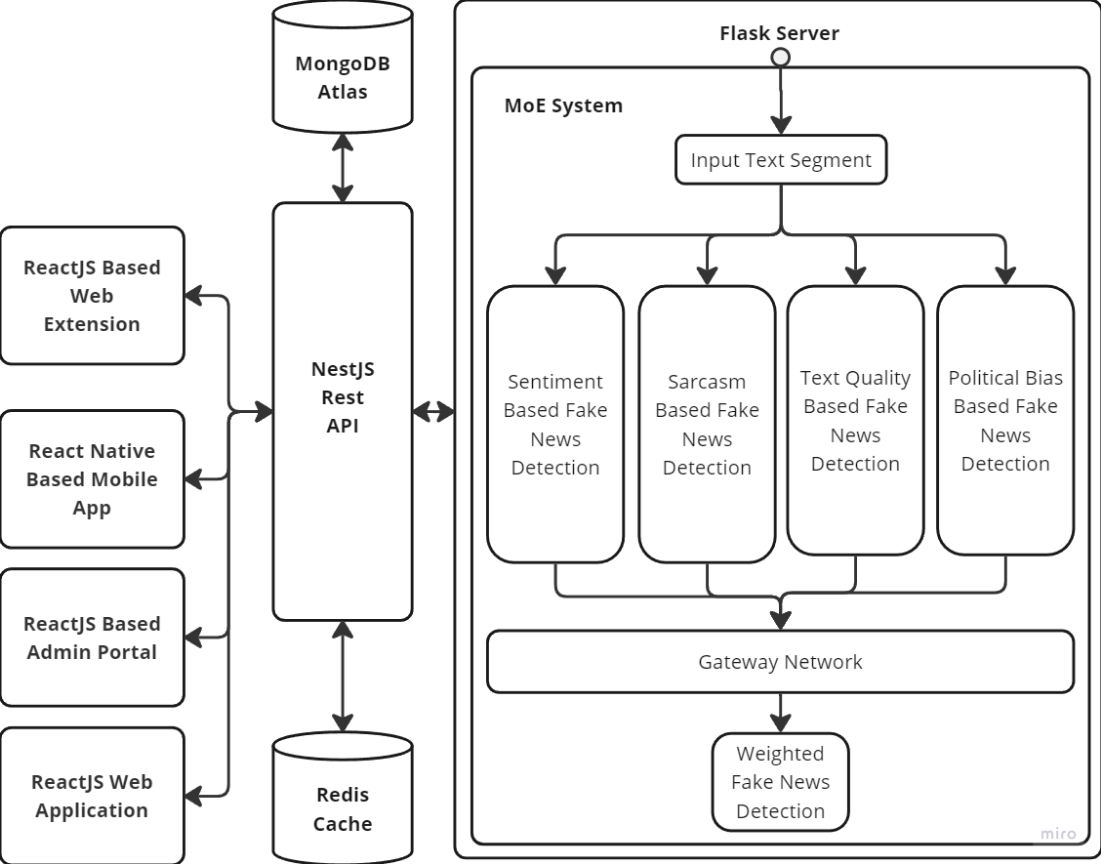 MongoDB
Atlas
Flask Server
MoE System
Input Text Segment
ReactJS Based
Web
Extension
React Native
Based Mobile
App
ReactJS Based
Admin Portal
ReactJS Web
Application
NestJS
Rest
API
Redis
Cache
Sentiment
Based Fake
News
Detection
Sarcasm
Based Fake
News
Detection
Text Quality
Based Fake
News
Detection
Political Bias
Based Fake
News
Detection
Gateway Network
Weighted
Fake News
Detection
miro